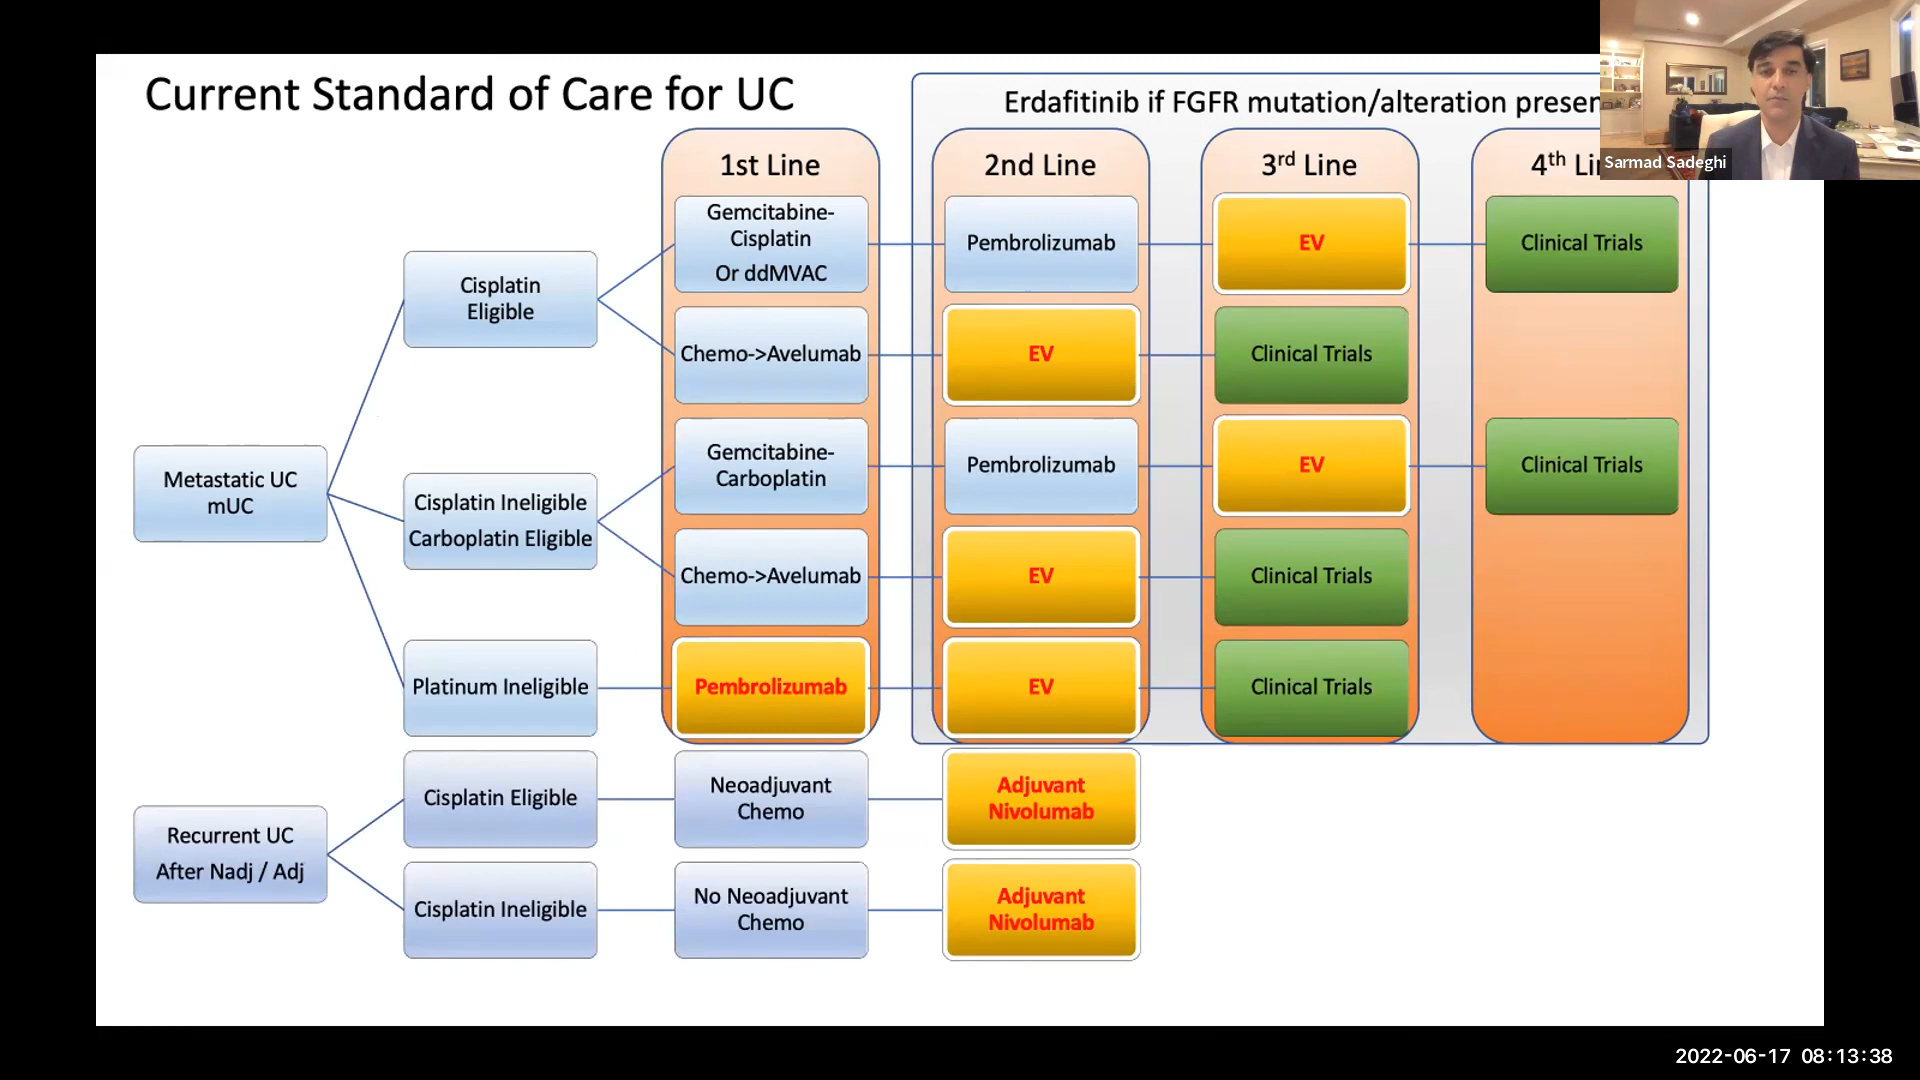 Current Standard of Care for UC
Erdafitinib if FGFR mutation/alteration
1st Line
2nd Line
3rd Line
4th
Sarmad Sadeghi
Gemcitabine-
Cisplatin
Or ddMVAC
Pembrolizumab
EV
Clinical Trials
Cisplatin
Eligible
Chemo->Avelumab
EV
Clinical Trials
Metastatic UC
mUC
Cisplatin Ineligible
Carboplatin Eligible
Gemcitabine-
Carboplatin
Pembrolizumab
EV
Clinical Trials
Chemo->Avelumab
EV
Clinical Trials
Platinum Ineligible
Pembrolizumab
EV
Clinical Trials
Recurrent UC
After Nadj / Adj
Cisplatin Eligible
Neoadjuvant
Chemo
Adjuvant
Nivolumab
Cisplatin Ineligible
No Neoadjuvant
Chemo
Adjuvant
Nivolumab
2022-06-17 08:13:38